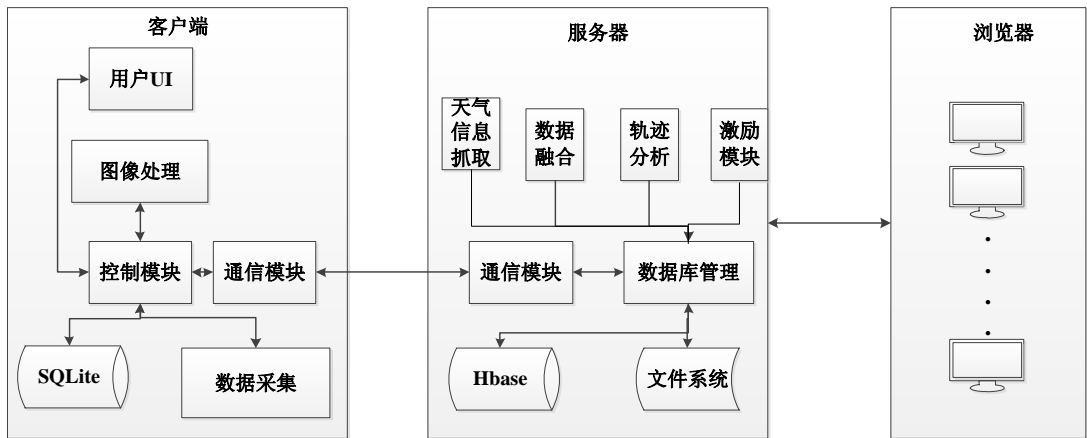 客户端
用户UI
图像处理
控制模块
通信模块
SQLite
数据采集
服务器
天气
信息
抓取
数据
融合
轨迹
分析
激励
模块
通信模块
数据库管理
Hbase
文件系统
浏览器